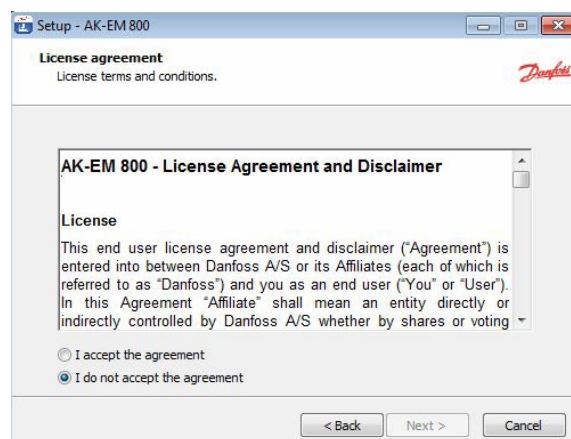 Setup - AK-EM 800
License agreement
License terms and conditions.
Danfoss
AK-EM 800 - License Agreement and Disclaimer
License
This end user license agreement and disclaimer (“Agreement”) is
entered into between Danfoss A/S or its Affiliates (each of which is
referred to as “Danfoss”) and you as an end user (“You” or “User”).
In this Agreement “Affiliate” shall mean an entity directly or
indirectly controlled by Danfoss A/S whether by shares or voting
I accept the agreement
I do not accept the agreement
< Back
Next >
Cancel